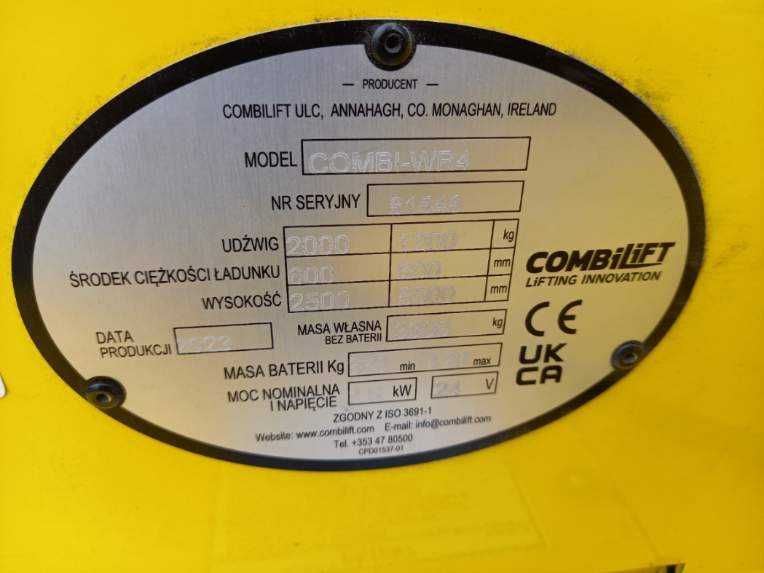 — PRODUCENT —
COMBILIFT ULC, ANNAHAGH, CO. MONAGHAN, IRELAND
MODEL COMBI-WR4
NR SERYJNY
UDŹWIG 2000 kg
ŚRODEK CIĘŻKOŚCI ŁADUNKU 600 mm
WYSOKOŚĆ 2500 mm
COMBiLiFT
LIFTING INNOVATION
DATA
PRODUKCJI
MASA WŁASNA
BEZ BATERII kg
CE
MASA BATERII Kg min max
UK
CA
MOC NOMINALNA
I NAPIĘCIE kW 24 V
ZGODNY Z ISO 3691-1
Website: www.combilift.com E-mail: info@combilift.com
Tel. +353 47 80500
CPD01537-01